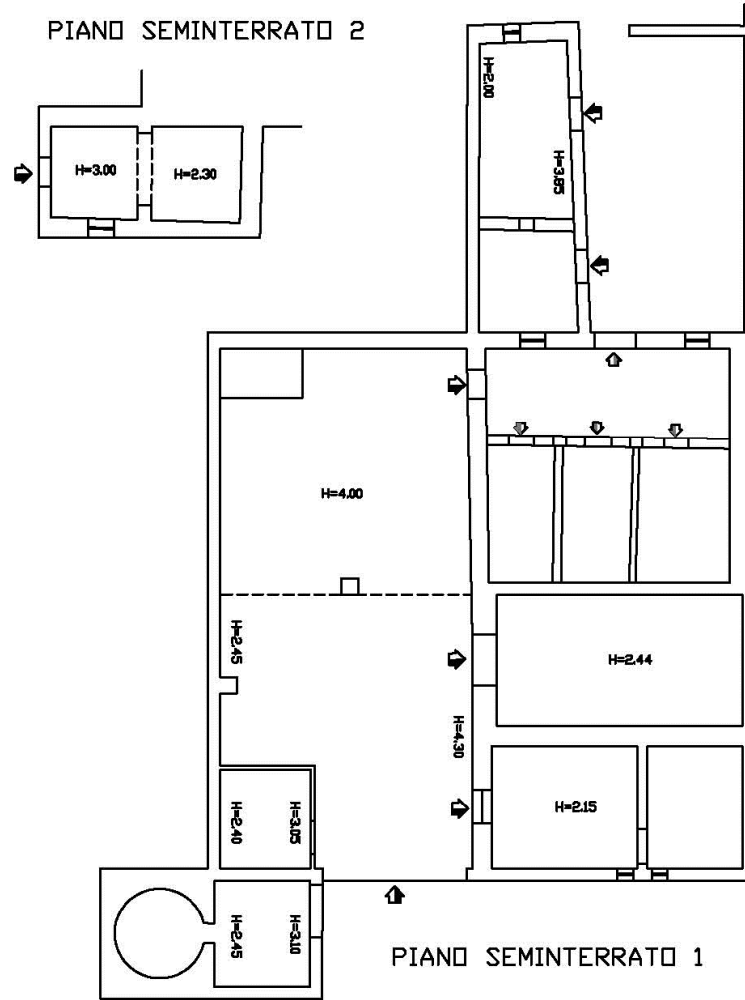 PIANO SEMINTERRATO 2
H=2.00
H=3.00
H=2.30
H=3.85
H=4.00
H=2.45
H=2.44
H=4.30
H=2.40
H=3.05
H=2.15
H=2.45
H=3.10
PIANO SEMINTERRATO 1